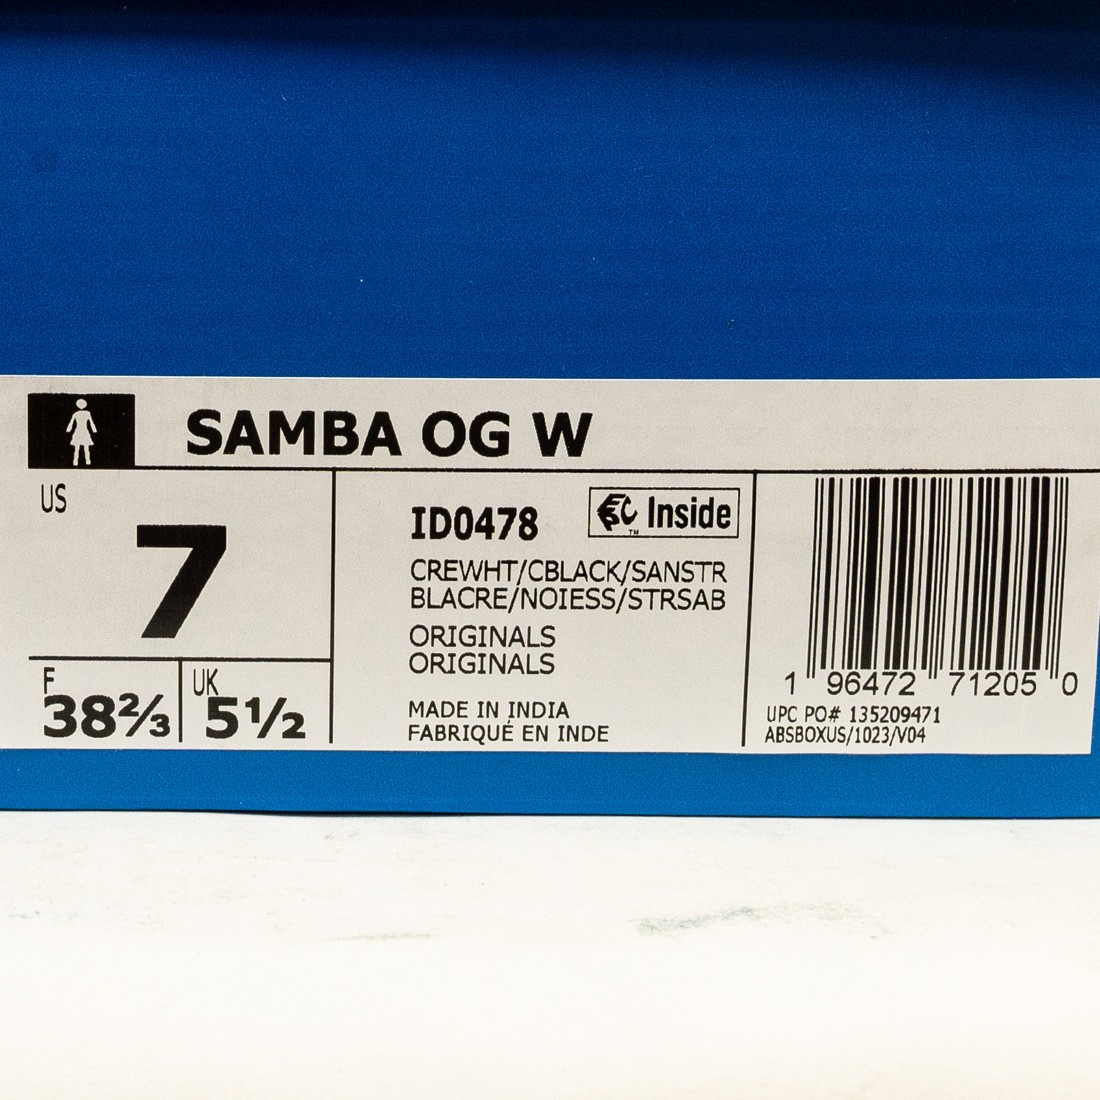 SAMBA OG W
US
7
F
38⅔
UK
5½
ID0478
™ Inside
CREWHT/CBLACK/SANSTR
BLACRE/NOIESS/STRSAB
ORIGINALS
ORIGINALS
MADE IN INDIA
FABRIQUÉ EN INDE
1 96472 71205 0
UPC PO# 135209471
ABSBOXUS/1023/V04